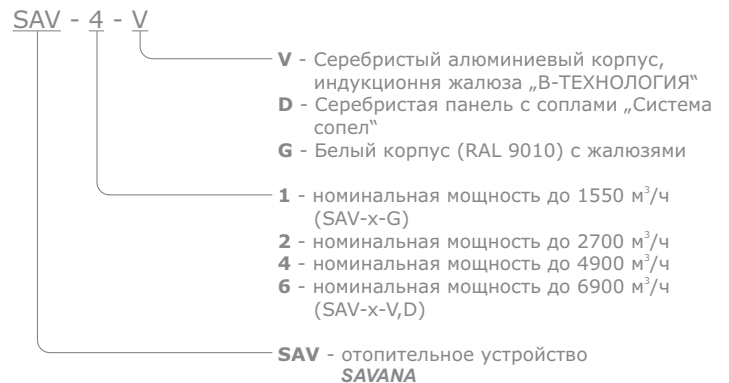 SAV - 4 - V
V - Серебристый алюминиевый корпус,
индукционня жалюза „В-ТЕХНОЛОГИЯ“
D - Серебристая панель с соплами „Система
сопел“
G - Белый корпус (RAL 9010) с жалюзями
1 - номинальная мощность до 1550 м³/ч
(SAV-x-G)
2 - номинальная мощность до 2700 м³/ч
4 - номинальная мощность до 4900 м³/ч
6 - номинальная мощность до 6900 м³/ч
(SAV-x-V,D)
SAV - отопительное устройство
SAVANA